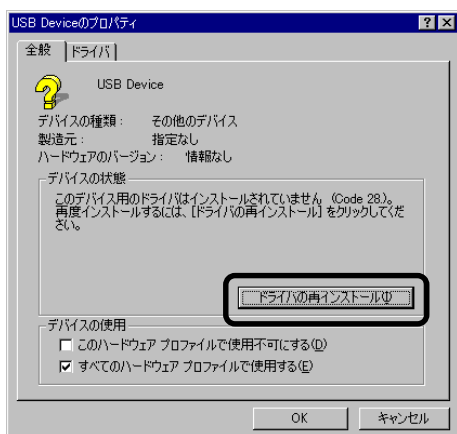 USB Deviceのプロパティ
全般
ドライバ
USB Device
デバイスの種類： その他のデバイス
製造元： 指定なし
ハードウェアのバージョン： 情報なし
デバイスの状態
このデバイス用のドライバはインストールされていません (Code 28.)。
再度インストールするには、[ドライバの再インストール] をクリックしてくだ
さい。
ドライバの再インストール(I)
デバイスの使用
このハードウェア プロファイルで使用不可にする(D)
すべてのハードウェア プロファイルで使用する(E)
OK
キャンセル